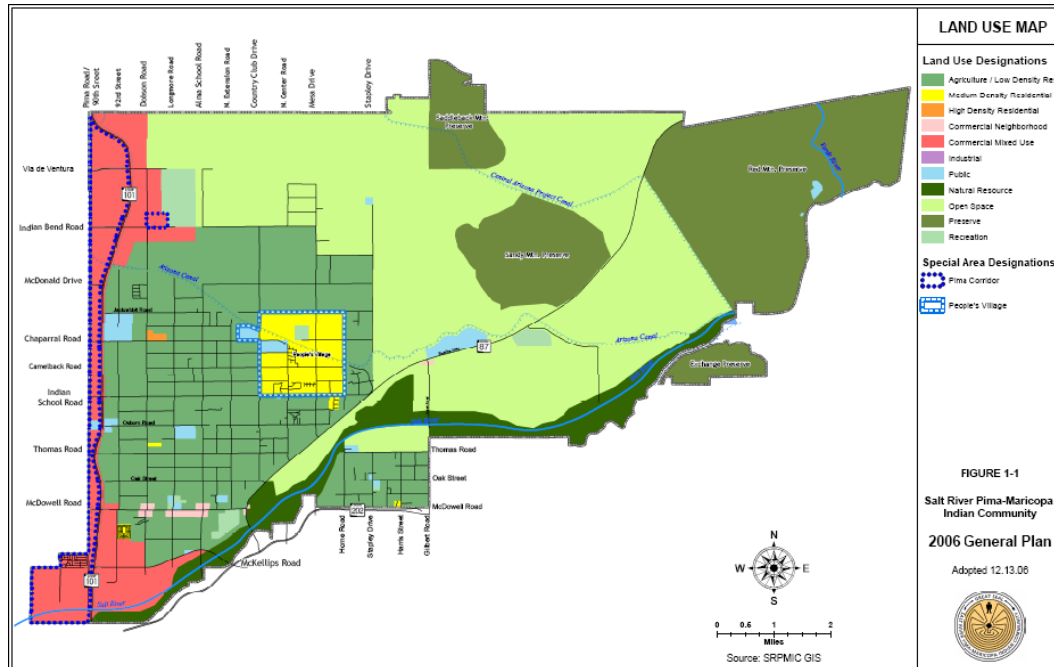 LAND USE MAP
Land Use Designations
Agriculture / Low Density Re
Medium Density Residential
High Density Residential
Commercial Neighborhood
Commercial Mixed Use
Industrial
Public
Natural Resource
Open Space
Preserve
Recreation
Special Area Designations
Pima Corridor
People's Village
FIGURE 1-1
Salt River Pima-Maricopa
Indian Community
2006 General Plan
Adopted 12.13.06
Pima Road/
90th Street
92nd Street
Dobson Road
Longmore Road
Alma School Road
N. Extension Road
Country Club Drive
N. Center Road
Mesa Drive
Stapley Drive
Via de Ventura
Indian Bend Road
McDonald Drive
Jackrabbit Road
Chaparral Road
Camelback Road
Indian
School Road
Osborn Road
Thomas Road
Oak Street
McDowell Road
McKellips Road
101
101
87
202
Saddleback Mtn.
Preserve
Central Arizona Project Canal
Red Mtn. Preserve
Verde River
Sandy Mtn. Preserve
Arizona Canal
Arizona Canal
People's Village
Exchange Preserve
Salt River
Thomas Road
Oak Street
McDowell Road
Horne Road
Stapley Drive
Harris Street
Gilbert Road
N
W E
S
0 0.5 1 2
Miles
Source: SRPMIC GIS